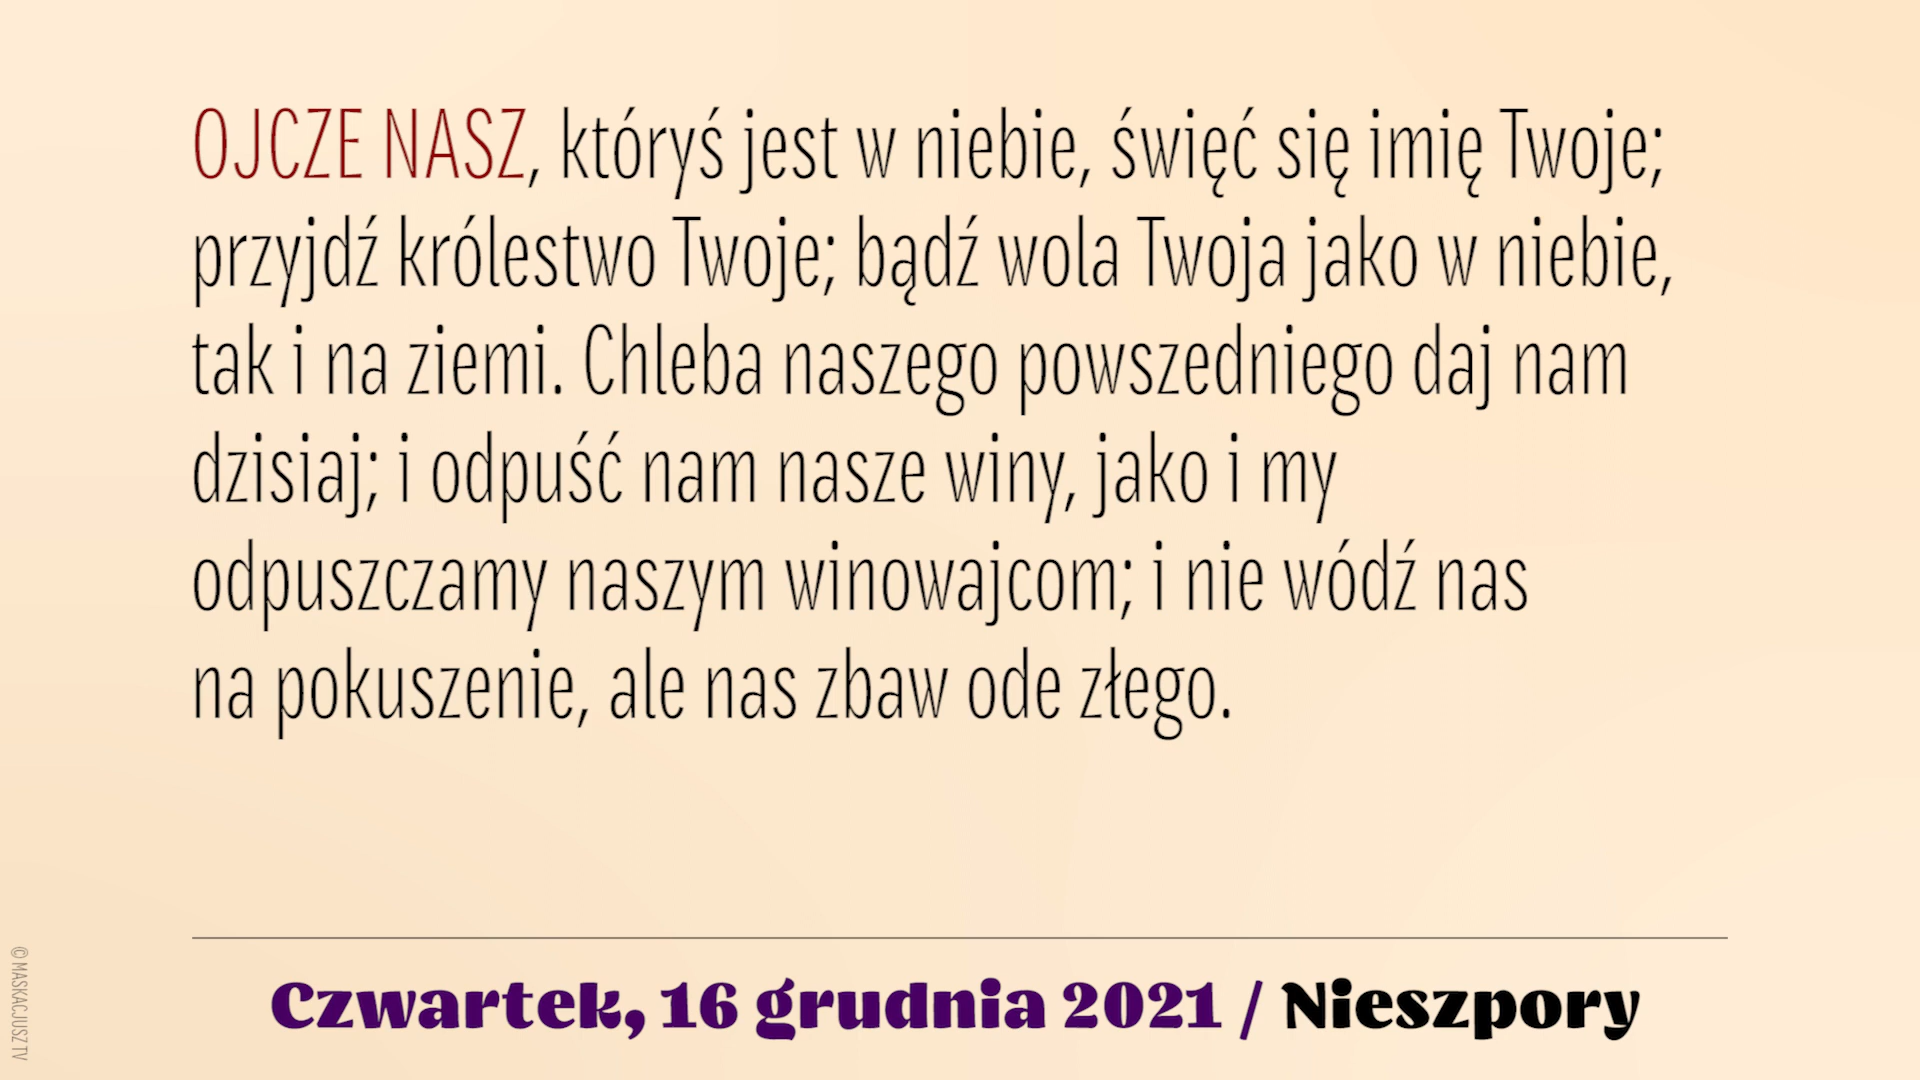 OJCZE NASZ, któryś jest w niebie, święć się imię Twoje;
przyjdź królestwo Twoje; bądź wola Twoja jako w niebie,
tak i na ziemi. Chleba naszego powszedniego daj nam
dzisiaj; i odpuść nam nasze winy, jako i my
odpuszczamy naszym winowajcom; i nie wódź nas
na pokuszenie, ale nas zbaw ode złego.
Czwartek, 16 grudnia 2021 / Nieszpory
© MASKACJUSZ TV